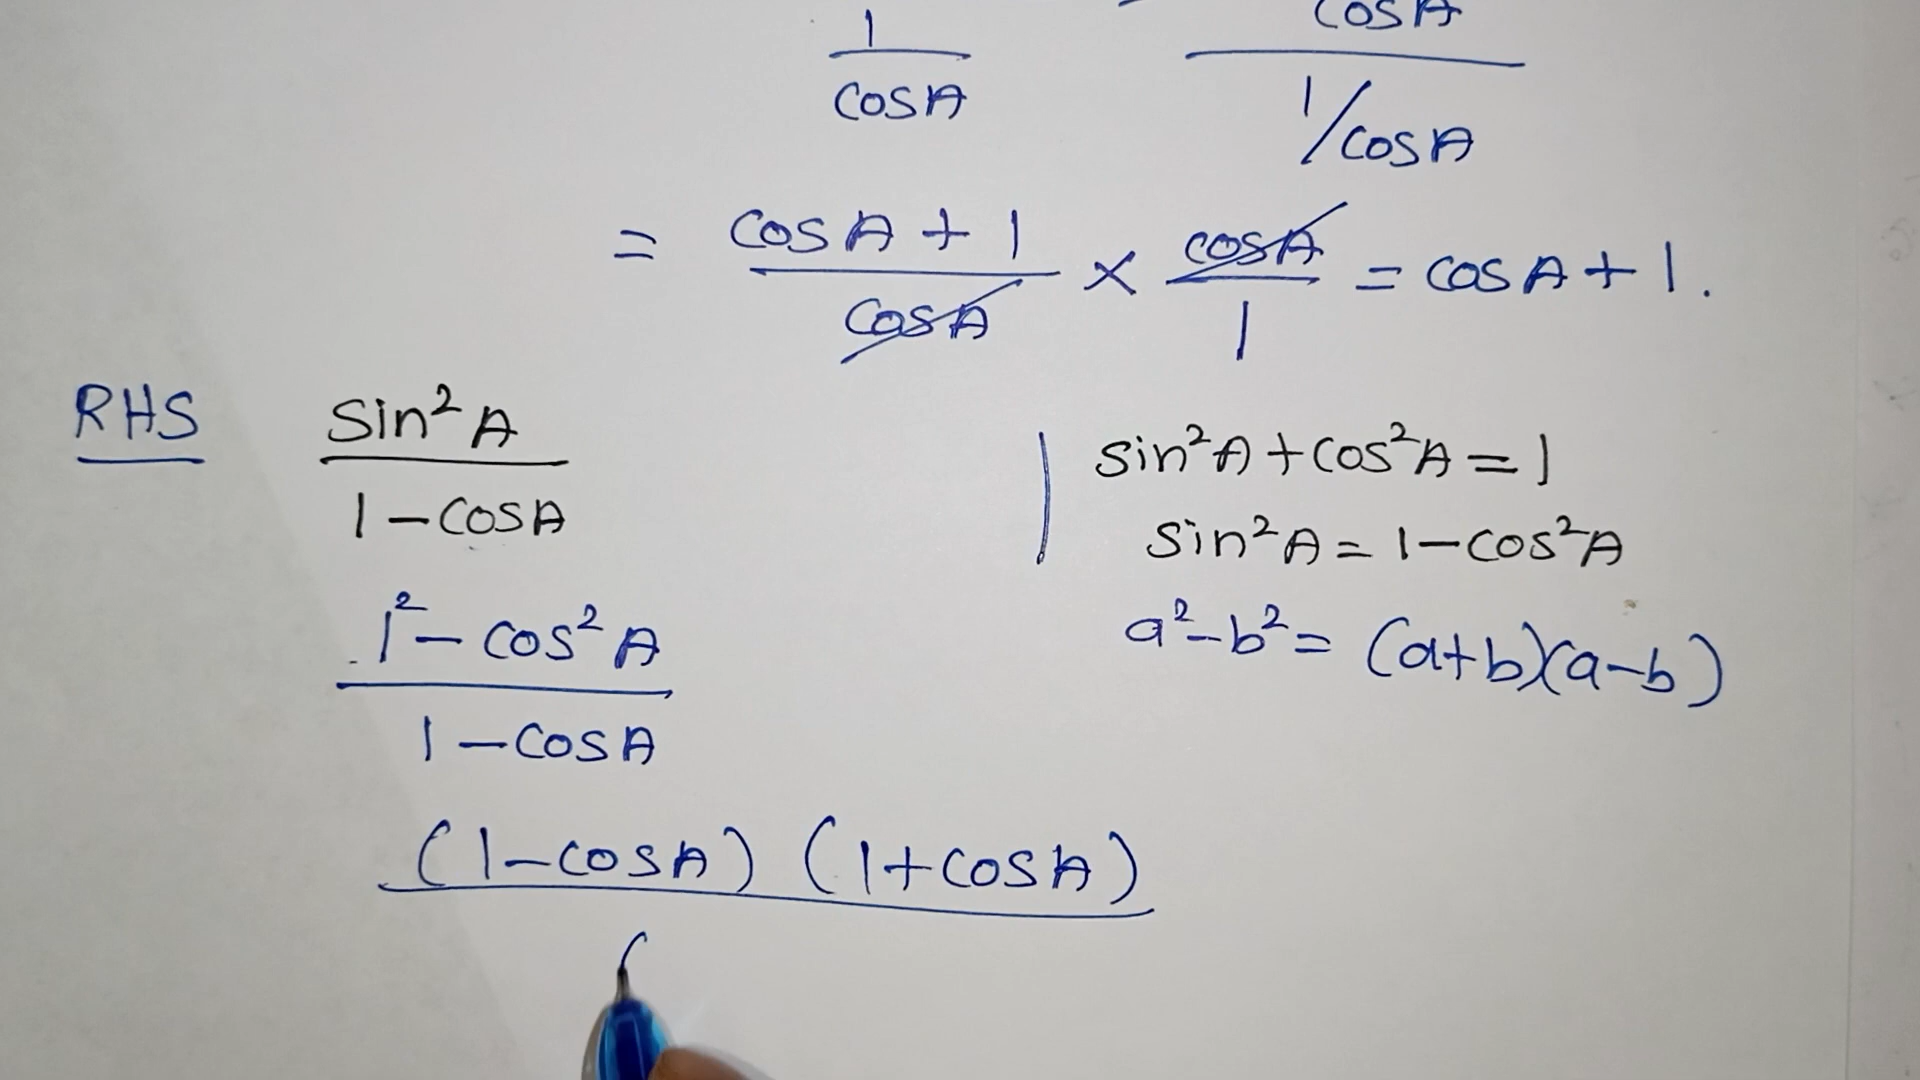 1 cosA
cosA 1/cosA
= cosA + 1 / cosA × cosA / 1 = cosA + 1.
RHS sin²A / 1 - cosA
sin²A + cos²A = 1
sin²A = 1 - cos²A
1² - cos²A / 1 - cosA
a² - b² = (a+b)(a-b)
(1 - cosA) (1 + cosA)
(